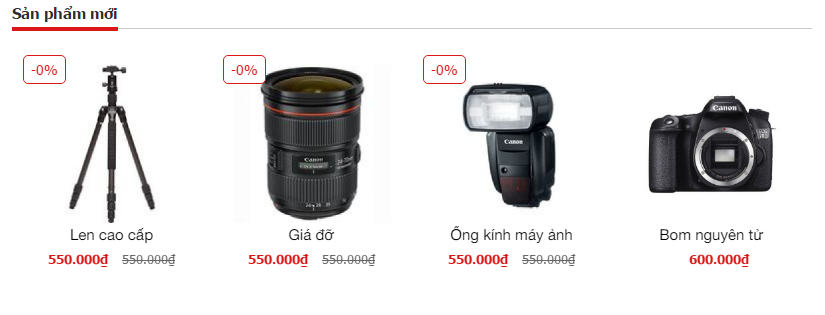 Sản phẩm mới
-0%
-0%
-0%
Canon
Canon
Canon
Len cao cấp
Giá đỡ
Ống kính máy ảnh
Bom nguyên tử
550.000₫ 550.000₫
550.000₫ 550.000₫
550.000₫ 550.000₫
600.000₫